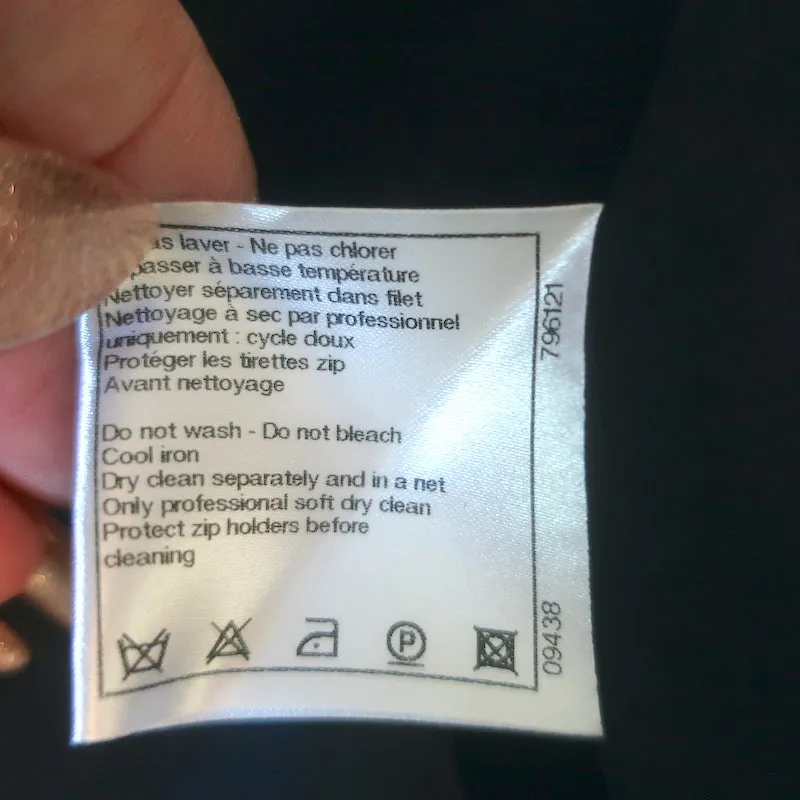 laver - Ne pas chlorer
passer à basse température
Nettoyer séparement dans filet
Nettoyage à sec par professionnel
uniquement : cycle doux
Protéger les tirettes zip
Avant nettoyage
Do not wash - Do not bleach
Cool iron
Dry clean separately and in a net
Only professional soft dry clean
Protect zip holders before
cleaning
P
796121
09438